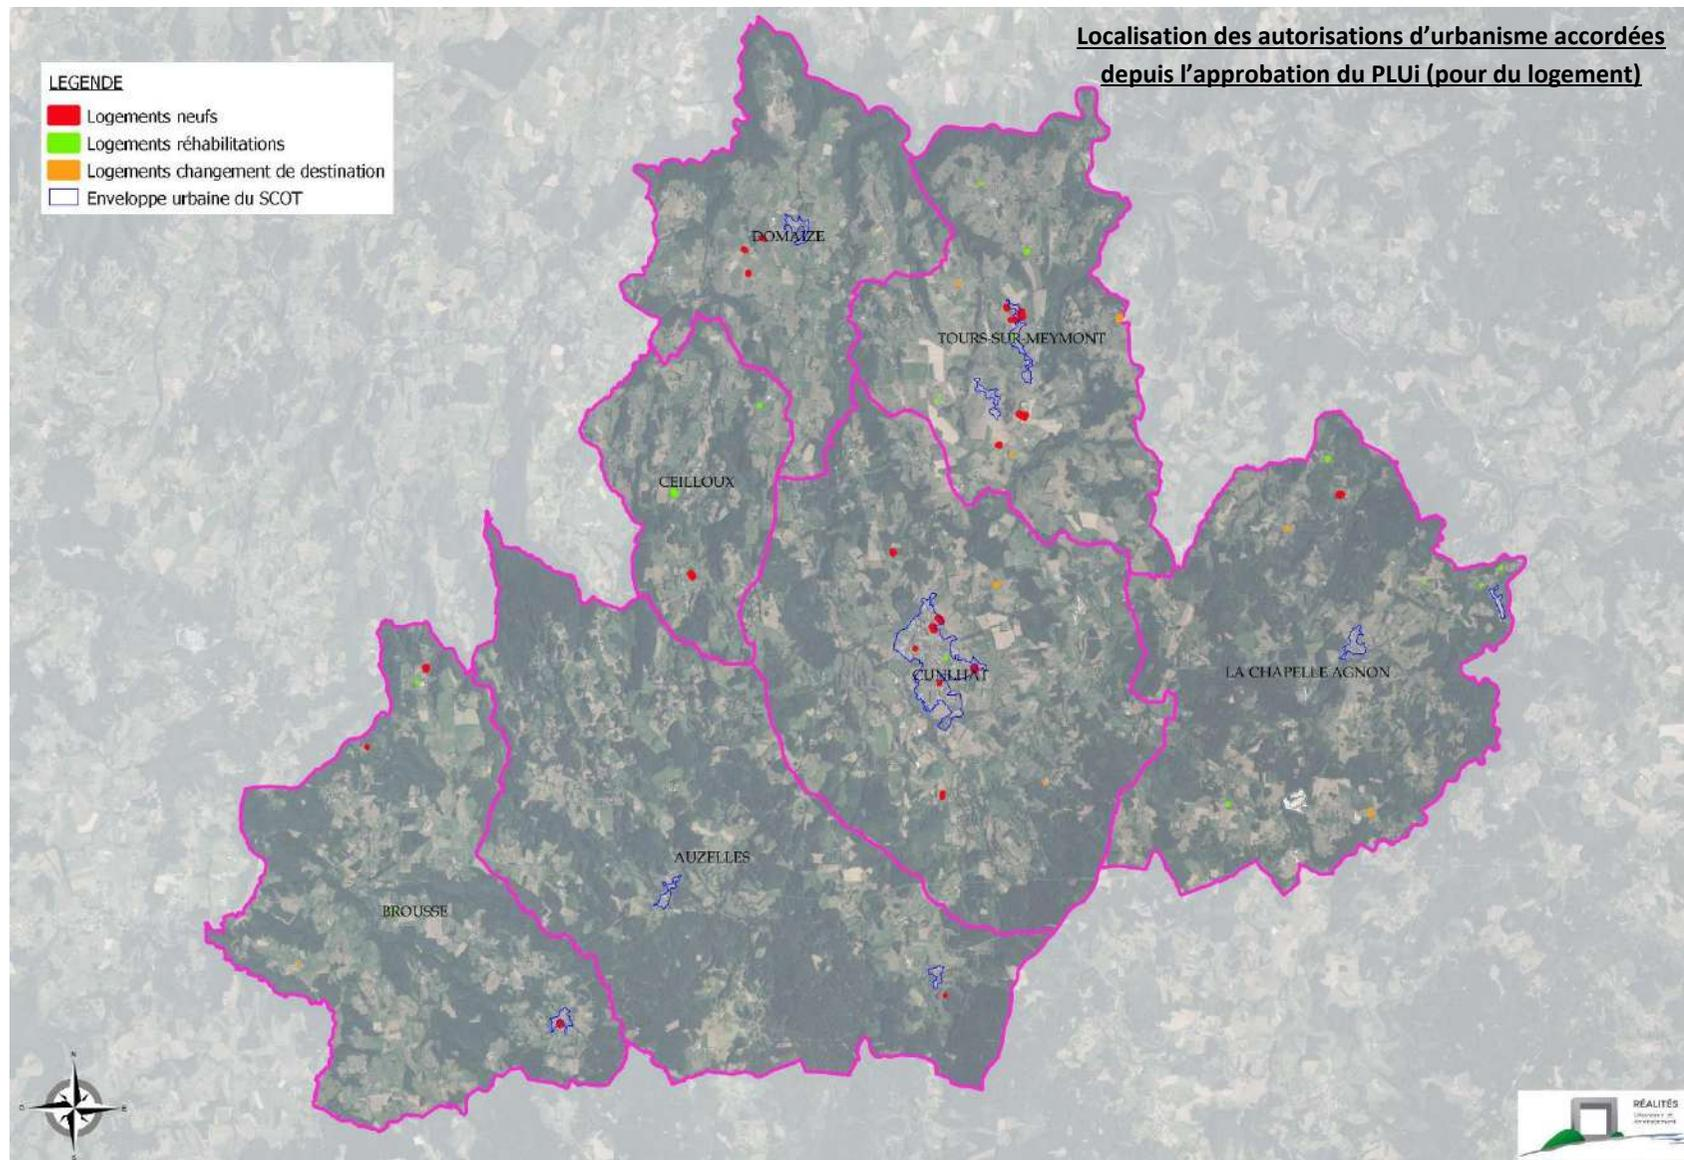 Localisation des autorisations d'urbanisme accordées
depuis l'approbation du PLUi (pour du logement)
LEGENDE
Logements neufs
Logements réhabilitations
Logements changement de destination
Enveloppe urbaine du SCOT
DOMAIZE
TOURS-SUR-MEYMONT
CEILLOUX
CUNLHAT
LA CHAPELLE AGNON
AUZELLES
BROUSSE
N
O
E
S
RÉALITÉS